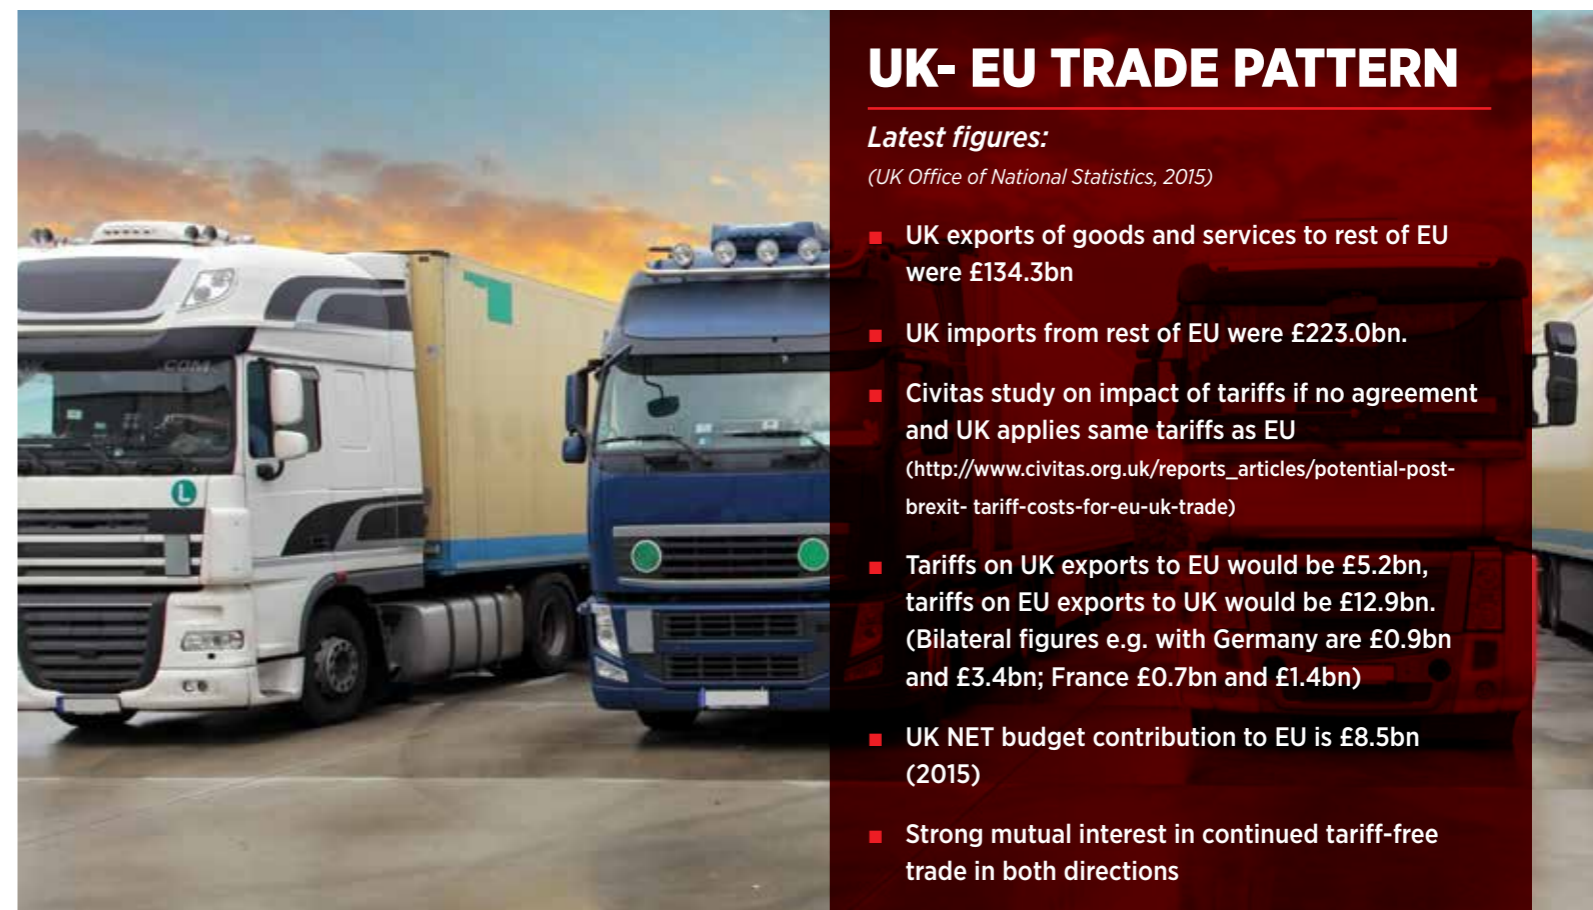 UK- EU TRADE PATTERN
Latest figures:
(UK Office of National Statistics, 2015)
■ UK exports of goods and services to rest of EU
were £134.3bn
■ UK imports from rest of EU were £223.0bn.
■ Civitas study on impact of tariffs if no agreement
and UK applies same tariffs as EU
(http://www.civitas.org.uk/reports_articles/potential-post-
brexit- tariff-costs-for-eu-uk-trade)
■ Tariffs on UK exports to EU would be £5.2bn,
tariffs on EU exports to UK would be £12.9bn.
(Bilateral figures e.g. with Germany are £0.9bn
and £3.4bn; France £0.7bn and £1.4bn)
■ UK NET budget contribution to EU is £8.5bn
(2015)
■ Strong mutual interest in continued tariff-free
trade in both directions
.COM
L